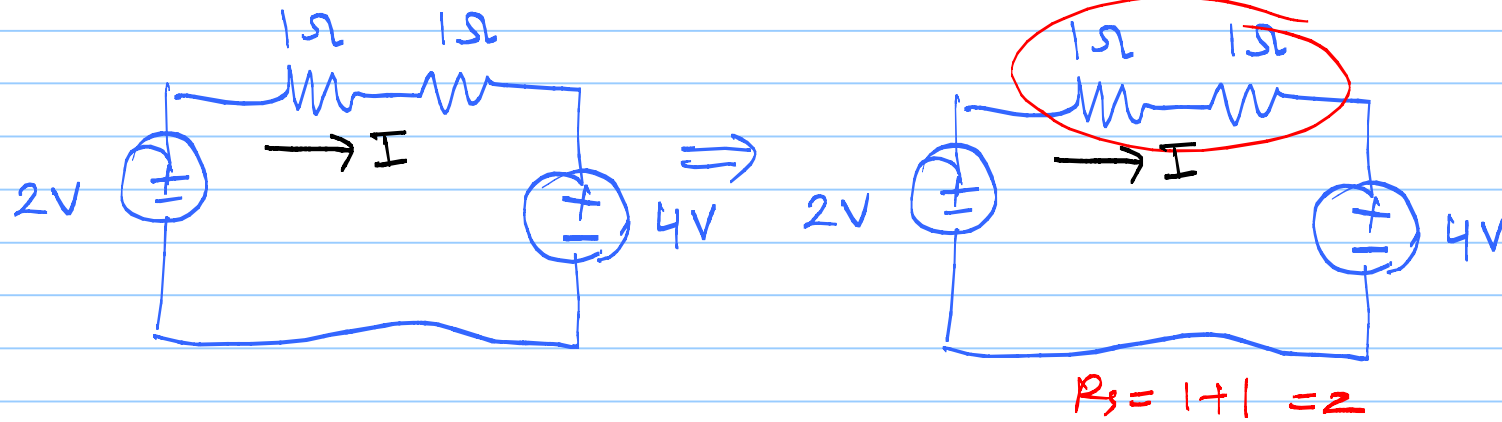 1Ω 1Ω 1Ω 1Ω
I I
2V + − + − 4V ⇒ 2V + − + − 4V
Rs = 1+1 = 2